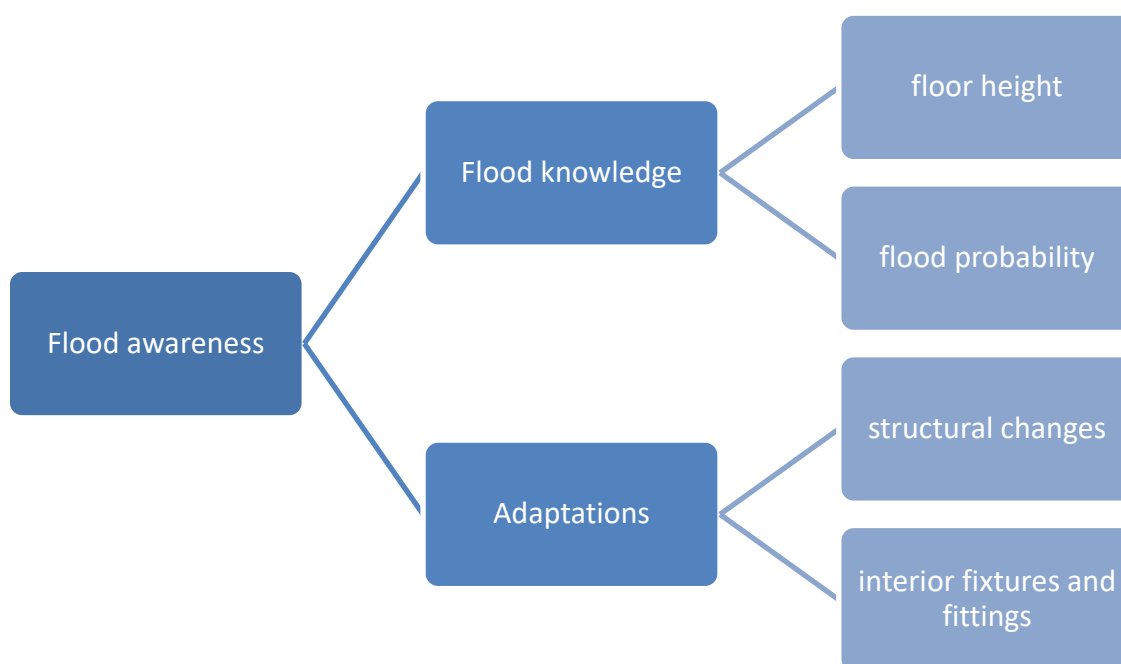 Flood awareness
Flood knowledge
floor height
flood probability
Adaptations
structural changes
interior fixtures and
fittings